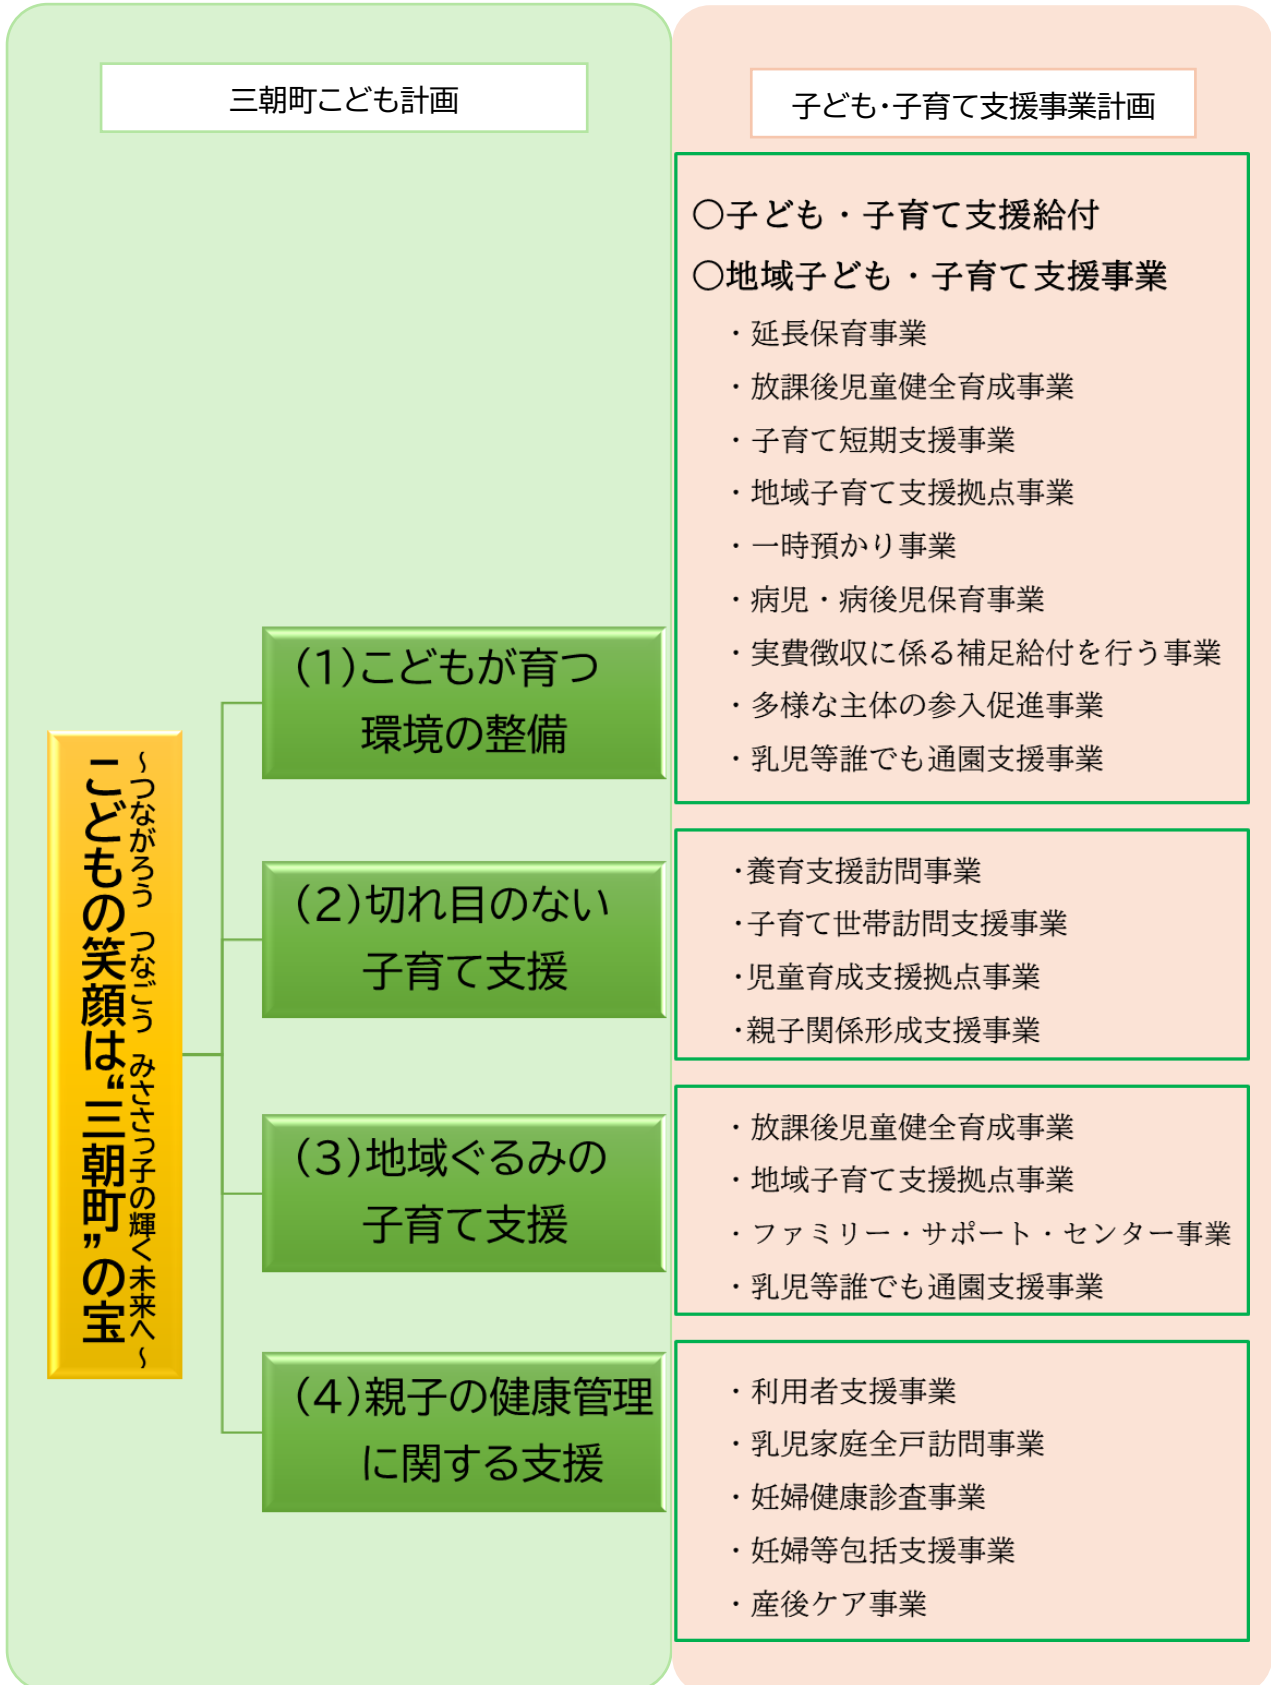 三朝町こども計画
子ども・子育て支援事業計画
こどもの笑顔は“三朝町”の宝
～つながろう つなごう みささっ子の輝く未来へ～
(1)こどもが育つ
環境の整備
(2)切れ目のない
子育て支援
(3)地域ぐるみの
子育て支援
(4)親子の健康管理
に関する支援
〇子ども・子育て支援給付
〇地域子ども・子育て支援事業
・延長保育事業
・放課後児童健全育成事業
・子育て短期支援事業
・地域子育て支援拠点事業
・一時預かり事業
・病児・病後児保育事業
・実費徴収に係る補足給付を行う事業
・多様な主体の参入促進事業
・乳児等誰でも通園支援事業
・養育支援訪問事業
・子育て世帯訪問支援事業
・児童育成支援拠点事業
・親子関係形成支援事業
・放課後児童健全育成事業
・地域子育て支援拠点事業
・ファミリー・サポート・センター事業
・乳児等誰でも通園支援事業
・利用者支援事業
・乳児家庭全戸訪問事業
・妊婦健康診査事業
・妊婦等包括支援事業
・産後ケア事業